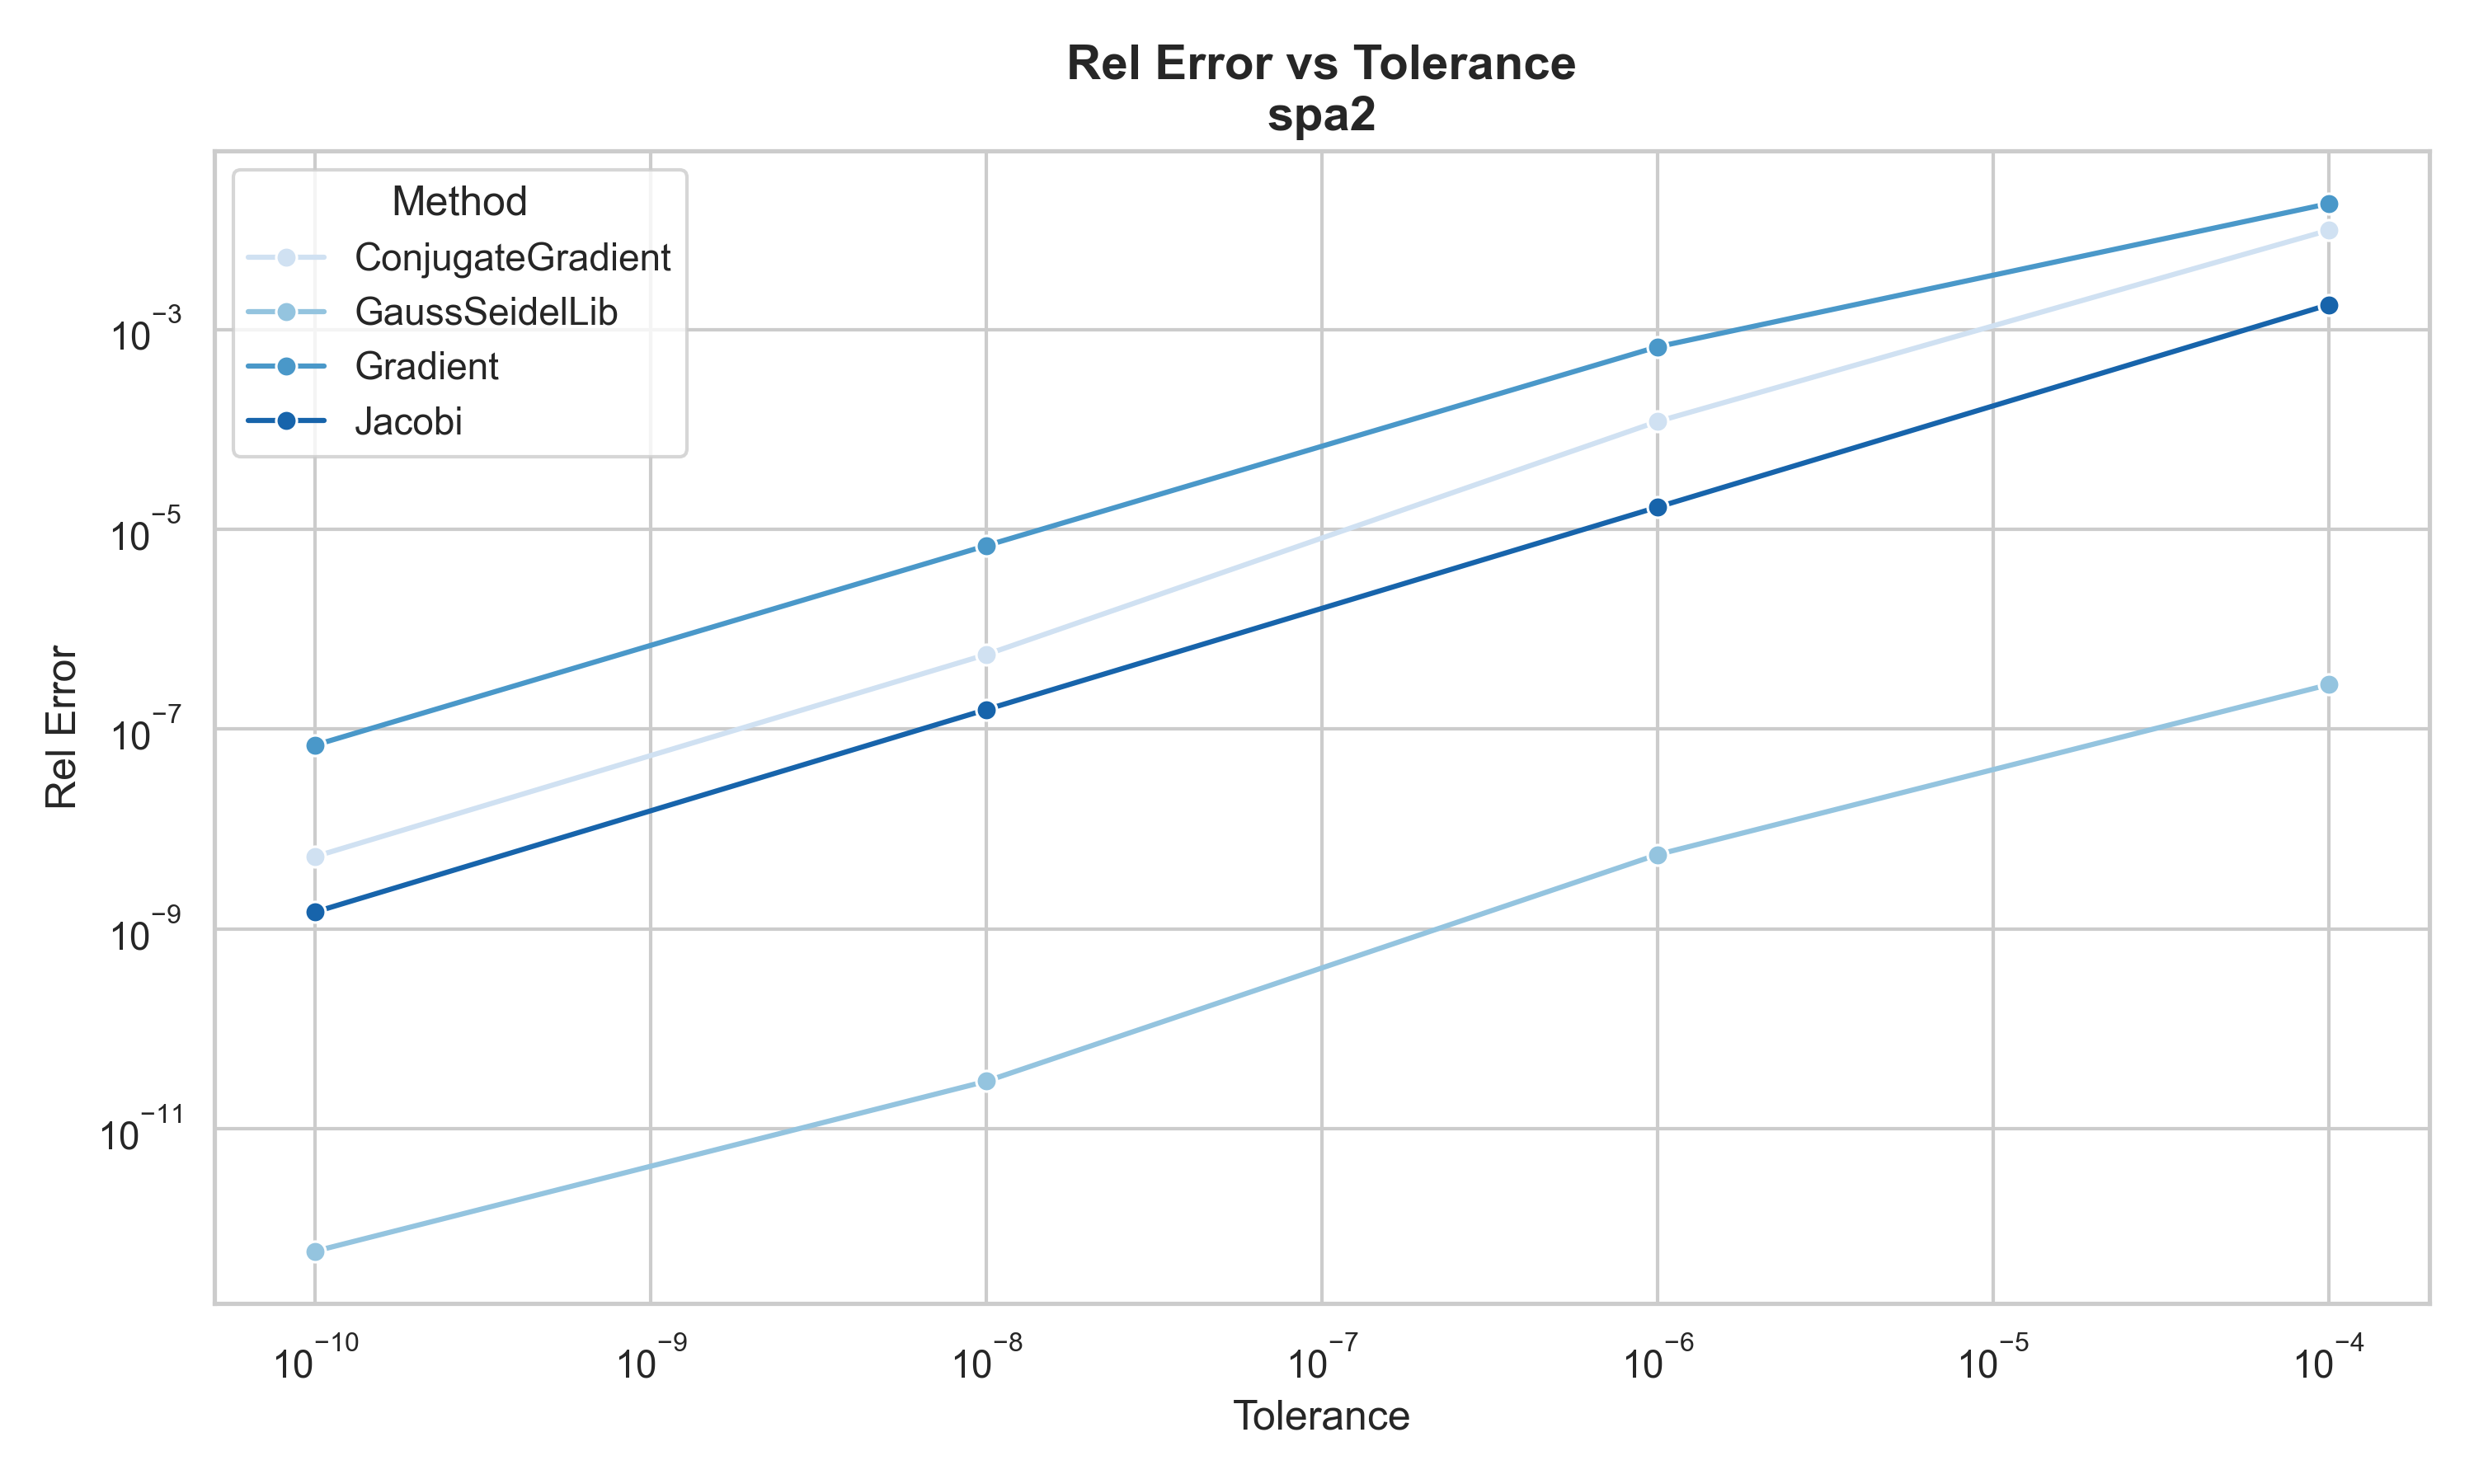 Rel Error vs Tolerance
spa2
Method
ConjugateGradient
GaussSeidelLib
Gradient
Jacobi
Rel Error
10⁻³
10⁻⁵
10⁻⁷
10⁻⁹
10⁻¹¹
10⁻¹⁰ 10⁻⁹ 10⁻⁸ 10⁻⁷ 10⁻⁶ 10⁻⁵ 10⁻⁴
Tolerance